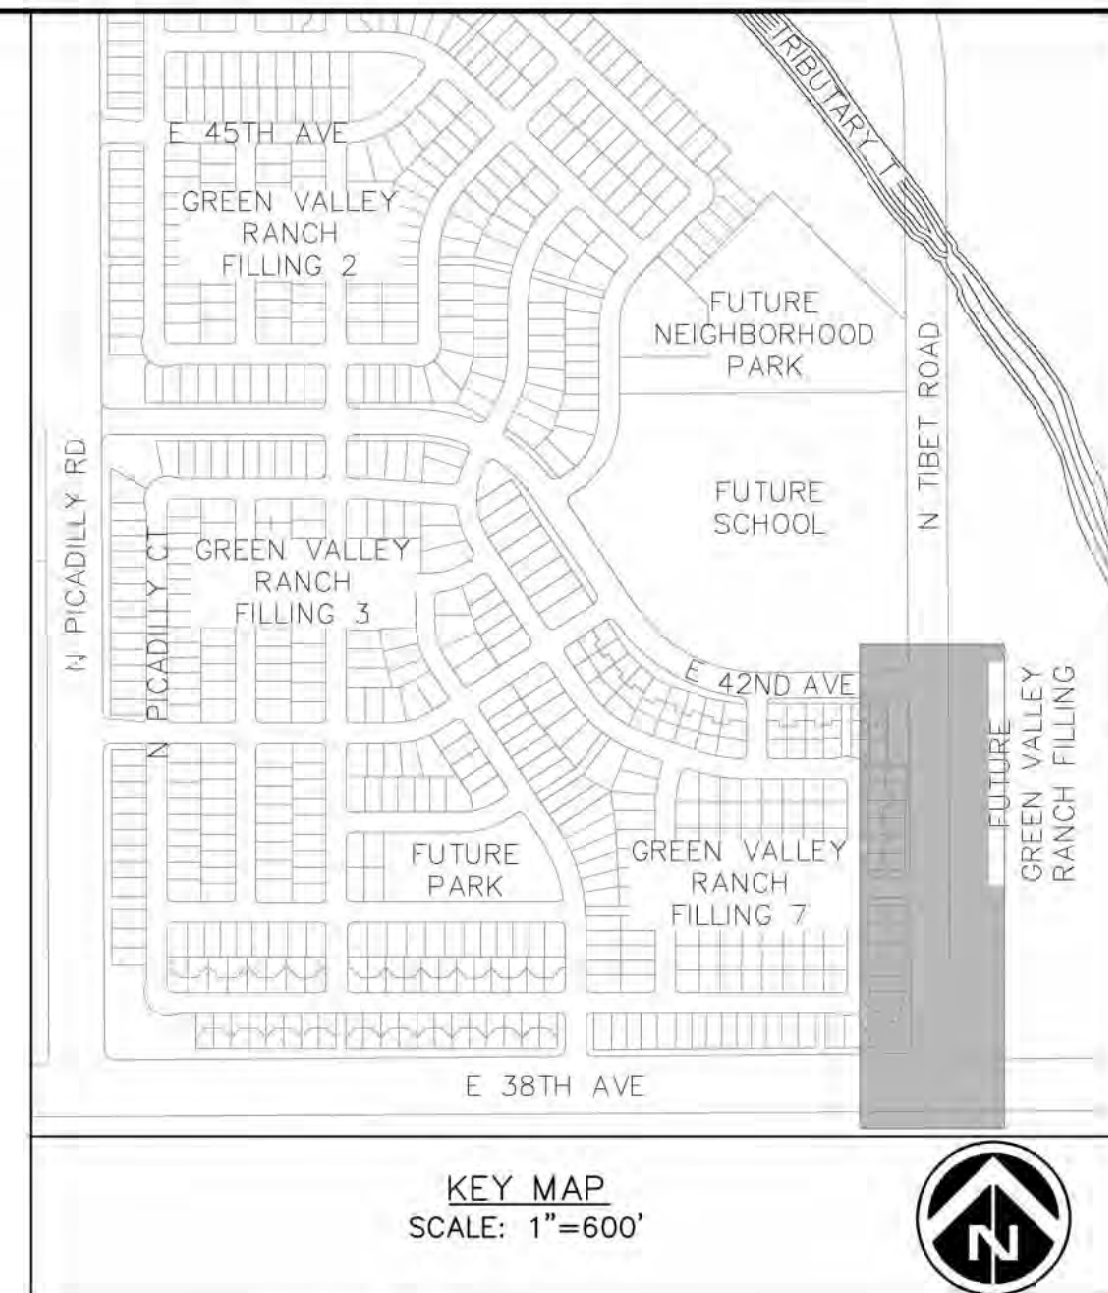 TRIBUTARY T
E 45TH AVE
GREEN VALLEY
RANCH
FILLING 2
FUTURE
NEIGHBORHOOD
PARK
N TIBET ROAD
N PICADILLY RD
FUTURE
SCHOOL
N PICADILLY CT
GREEN VALLEY
RANCH
FILLING 3
E 42ND AVE
FUTURE
GREEN VALLEY
RANCH FILLING
FUTURE
PARK
GREEN VALLEY
RANCH
FILLING 7
E 38TH AVE
KEY MAP
SCALE: 1"=600'
N